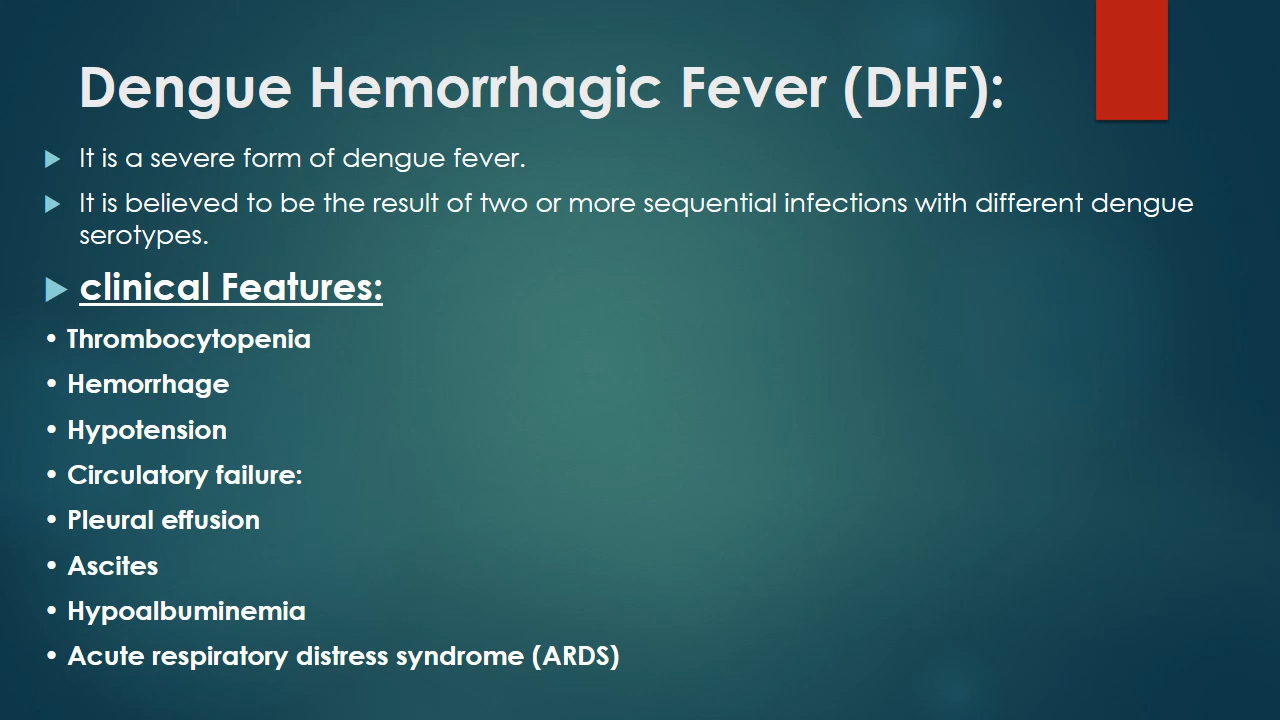 Dengue Hemorrhagic Fever (DHF):
It is a severe form of dengue fever.
It is believed to be the result of two or more sequential infections with different dengue
serotypes.
clinical Features:
• Thrombocytopenia
• Hemorrhage
• Hypotension
• Circulatory failure:
• Pleural effusion
• Ascites
• Hypoalbuminemia
• Acute respiratory distress syndrome (ARDS)